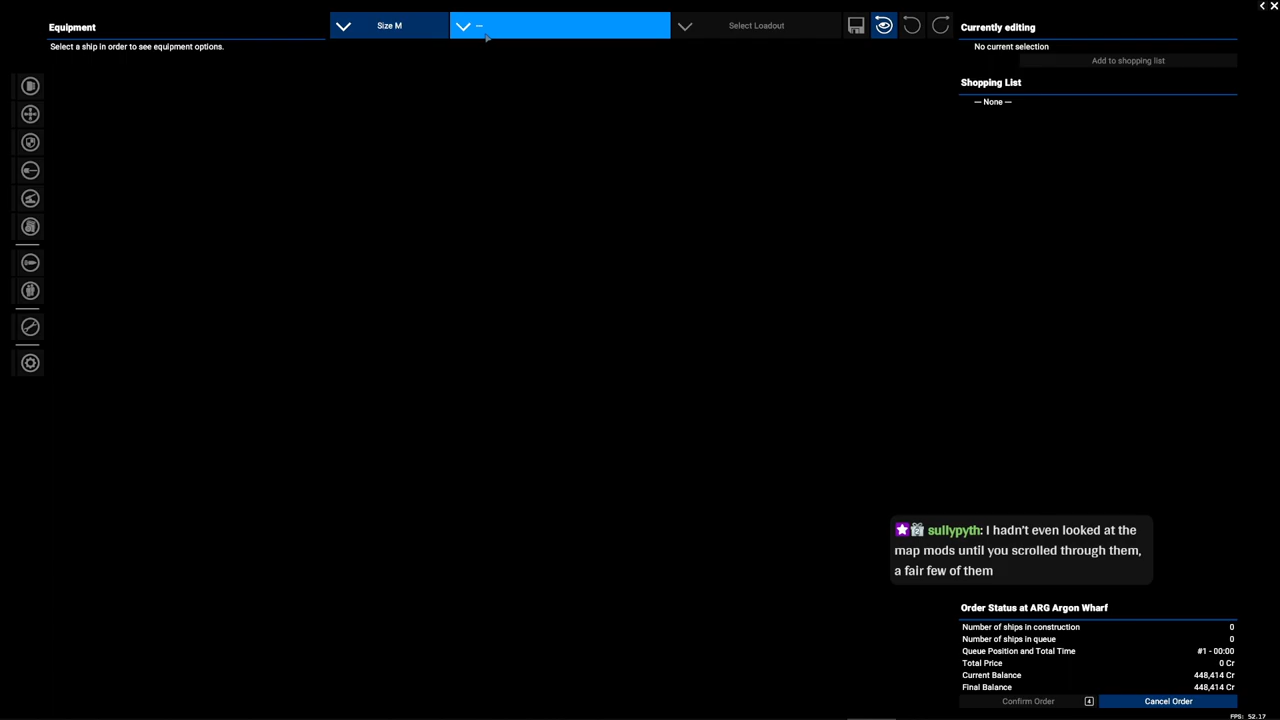 Equipment
Select a ship in order to see equipment options.
Size M
—
Select Loadout
Currently editing
No current selection
Add to shopping list
Shopping List
— None —
sullypyth: I hadn't even looked at the
map mods until you scrolled through them,
a fair few of them
Order Status at ARG Argon Wharf
Number of ships in construction 0
Number of ships in queue 0
Queue Position and Total Time #1 - 00:00
Total Price 0 Cr
Current Balance 448,414 Cr
Final Balance 448,414 Cr
Confirm Order
Cancel Order
FPS: 52.17